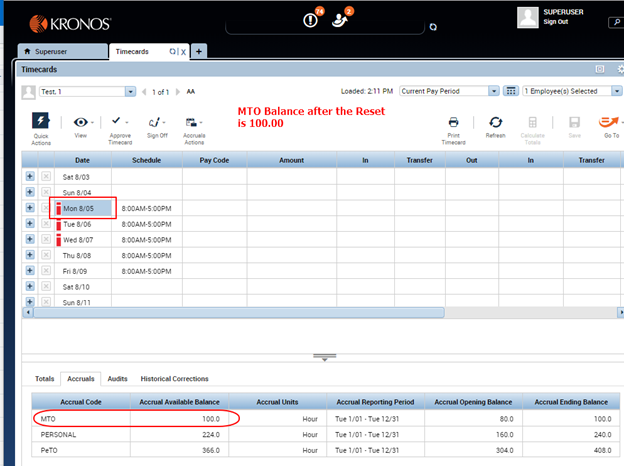 KRONOS®
74
2
SUPERUSER
Sign Out
Superuser
Timecards
Timecards
Test, 1
1 of 1
AA
Loaded: 2:11 PM
Current Pay Period
1 Employee(s) Selected
MTO Balance after the Reset
is 100.00
Quick Actions
View
Approve Timecard
Sign Off
Accruals Actions
Print Timecard
Refresh
Calculate Totals
Save
Go To
Date Schedule Pay Code Amount In Transfer Out In Transfer
Sat 8/03
Sun 8/04
Mon 8/05 8:00AM-5:00PM
Tue 8/06 8:00AM-5:00PM
Wed 8/07 8:00AM-5:00PM
Thu 8/08 8:00AM-5:00PM
Fri 8/09 8:00AM-5:00PM
Sat 8/10
Sun 8/11
Totals Accruals Audits Historical Corrections
Accrual Code Accrual Available Balance Accrual Units Accrual Reporting Period Accrual Opening Balance Accrual Ending Balance
MTO 100.0 Hour Tue 1/01 - Tue 12/31 80.0 100.0
PERSONAL 224.0 Hour Tue 1/01 - Tue 12/31 160.0 240.0
PeTO 366.0 Hour Tue 1/01 - Tue 12/31 304.0 408.0